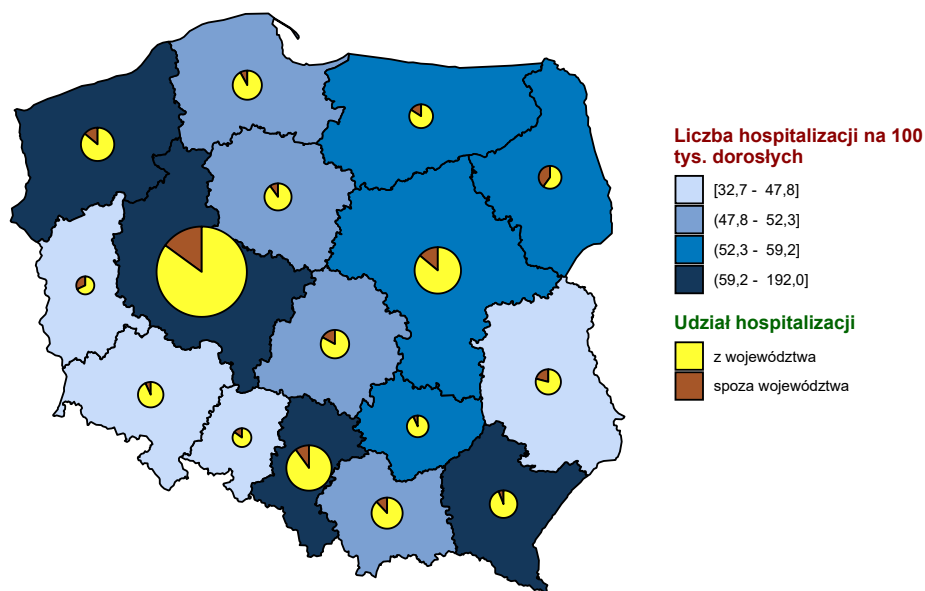 Liczba hospitalizacji na 100
tys. dorosłych
[32,7 - 47,8]
(47,8 - 52,3]
(52,3 - 59,2]
(59,2 - 192,0]
Udział hospitalizacji
z województwa
spoza województwa